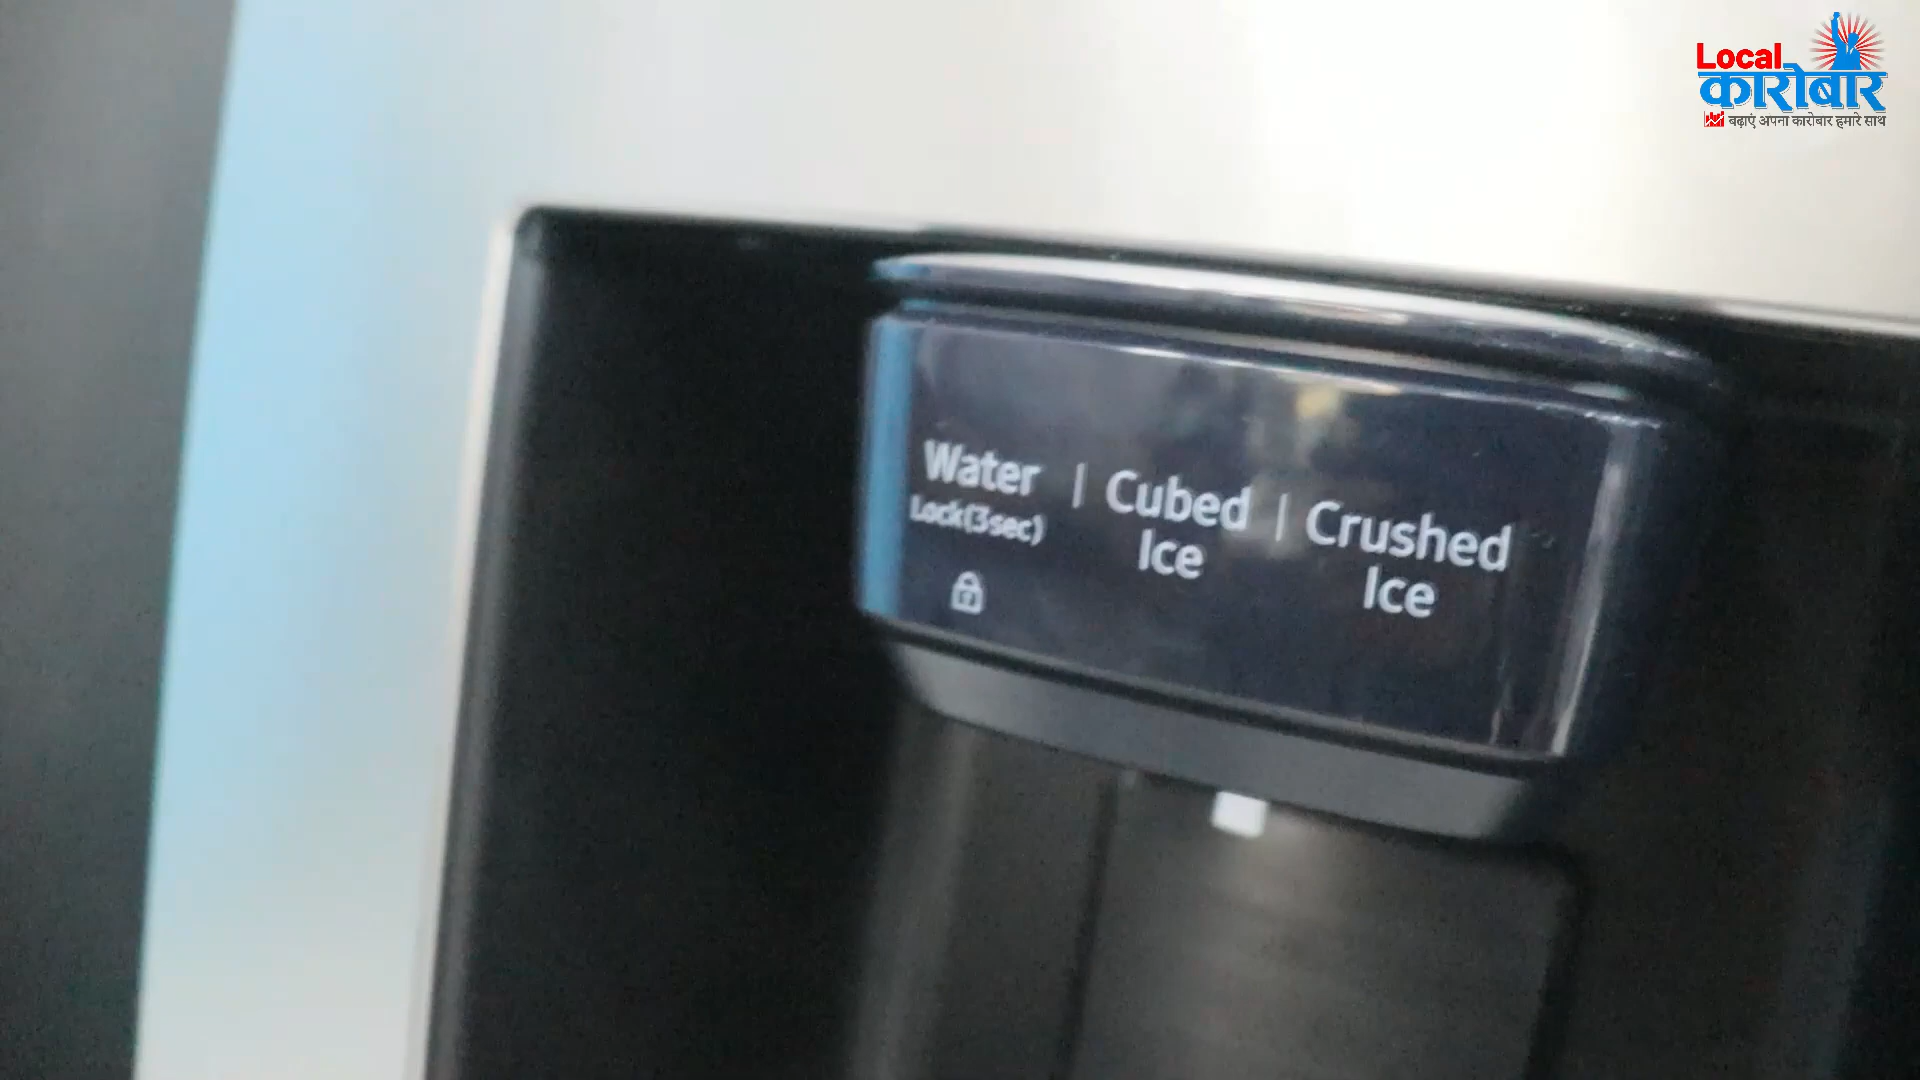 Local
कारोबार
बढ़ाएं अपना कारोबार हमारे साथ
Water | Cubed | Crushed
Lock(3sec) Ice Ice